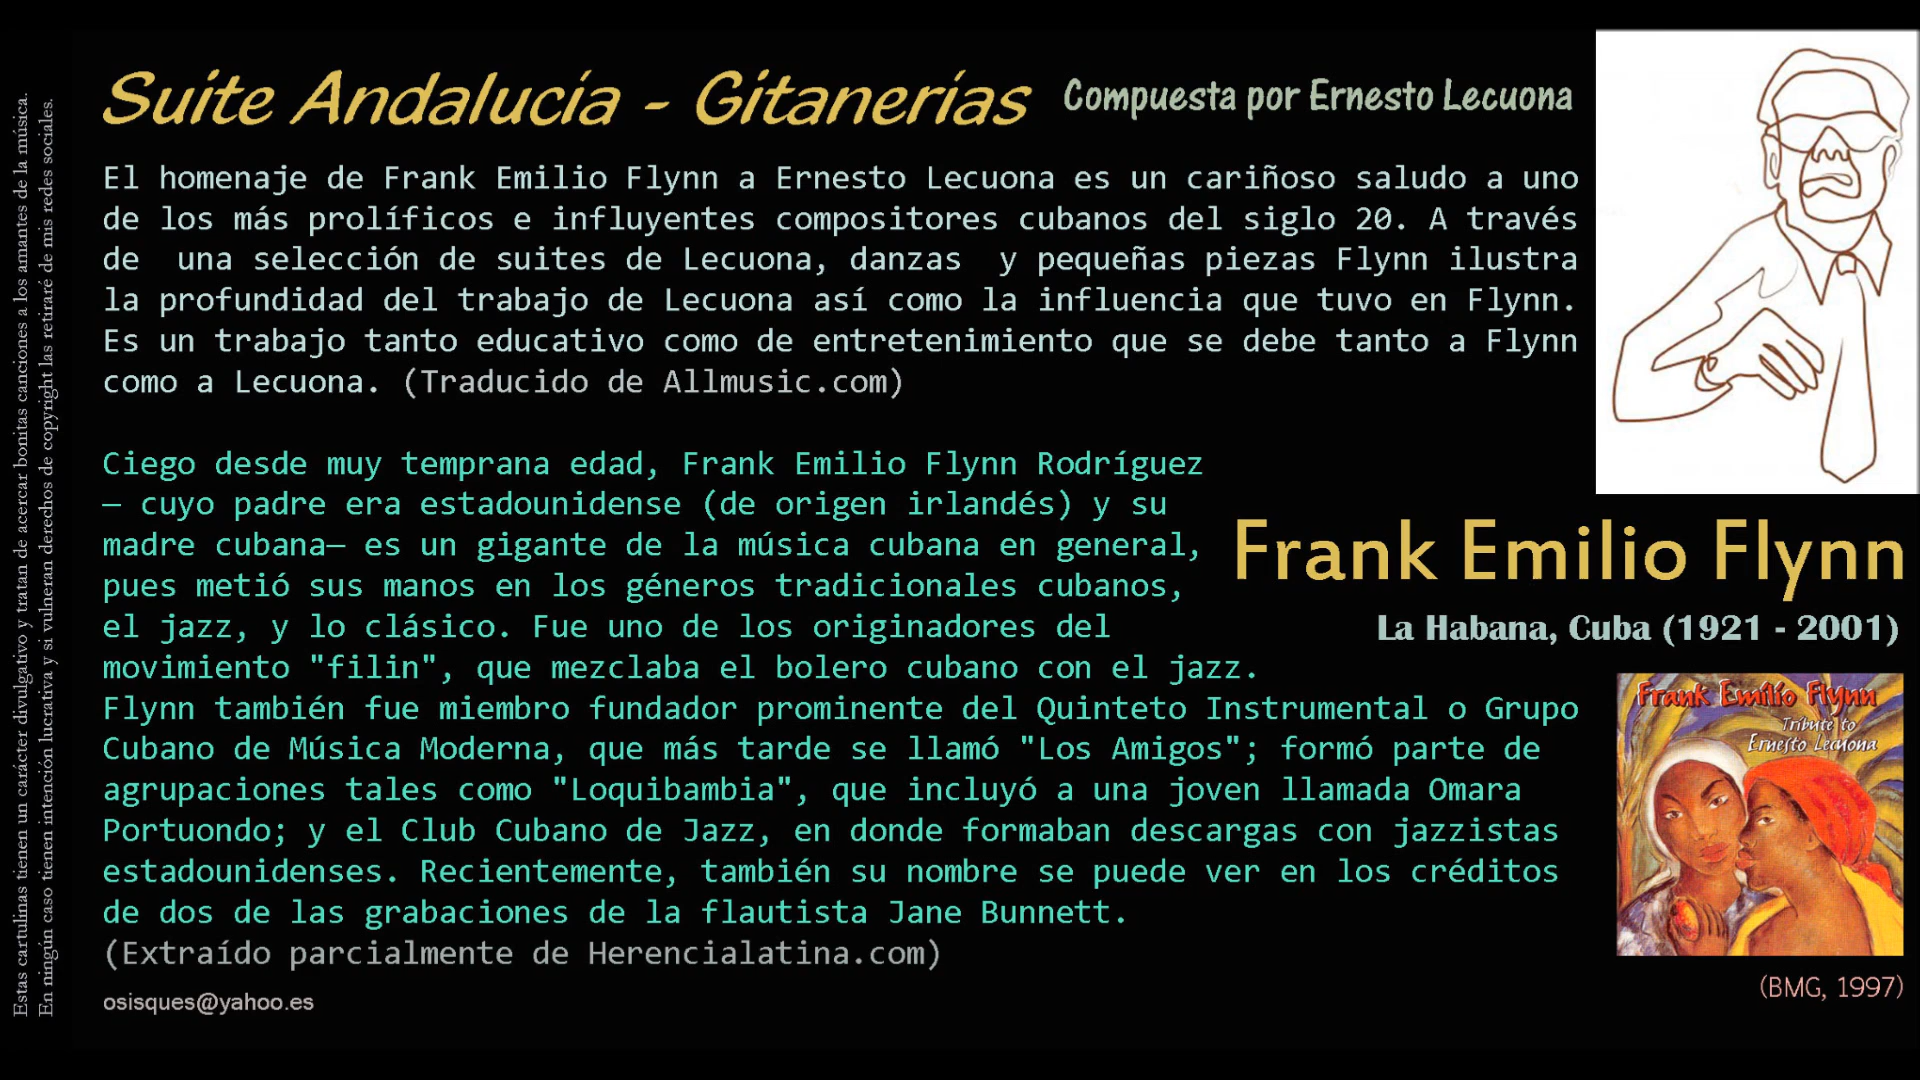 Suite Andalucía - Gitanerías
Compuesta por Ernesto Lecuona
El homenaje de Frank Emilio Flynn a Ernesto Lecuona es un cariñoso saludo a uno
de los más prolíficos e influyentes compositores cubanos del siglo 20. A través
de una selección de suites de Lecuona, danzas y pequeñas piezas Flynn ilustra
la profundidad del trabajo de Lecuona así como la influencia que tuvo en Flynn.
Es un trabajo tanto educativo como de entretenimiento que se debe tanto a Flynn
como a Lecuona. (Traducido de Allmusic.com)
Ciego desde muy temprana edad, Frank Emilio Flynn Rodríguez
— cuyo padre era estadounidense (de origen irlandés) y su
madre cubana— es un gigante de la música cubana en general,
pues metió sus manos en los géneros tradicionales cubanos,
el jazz, y lo clásico. Fue uno de los originadores del
movimiento "filin", que mezclaba el bolero cubano con el jazz.
Flynn también fue miembro fundador prominente del Quinteto Instrumental o Grupo
Cubano de Música Moderna, que más tarde se llamó "Los Amigos"; formó parte de
agrupaciones tales como "Loquibambia", que incluyó a una joven llamada Omara
Portuondo; y el Club Cubano de Jazz, en donde formaban descargas con jazzistas
estadounidenses. Recientemente, también su nombre se puede ver en los créditos
de dos de las grabaciones de la flautista Jane Bunnett.
(Extraído parcialmente de Herencialatina.com)
osisques@yahoo.es
Frank Emilio Flynn
La Habana, Cuba (1921 - 2001)
Frank Emilio Flynn
Tribute to
Ernesto Lecuona
(BMG, 1997)
Estas cartulinas tienen un carácter divulgativo y tratan de acercar bonitas canciones a los amantes de la música.
En ningún caso tienen intención lucrativa y si vulneran derechos de copyright las retiraré de mis redes sociales.